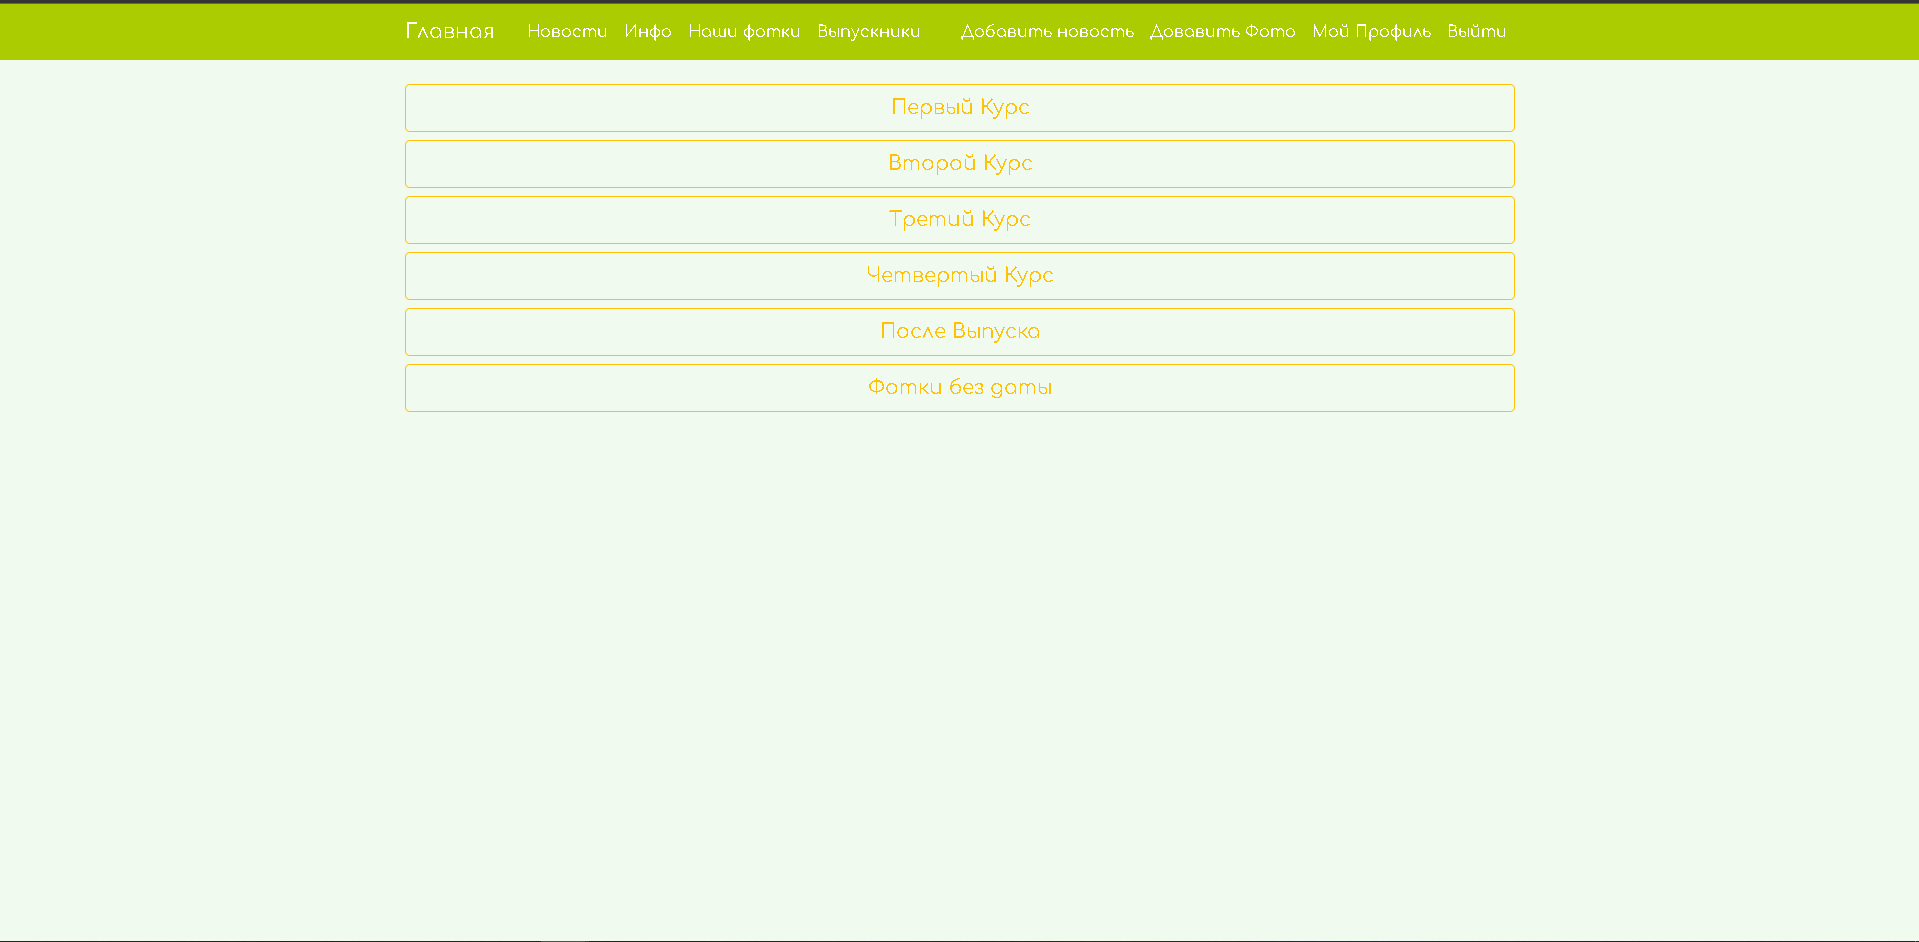 Главная Новости Инфо Наши фотки Выпускники Добавить новость Довавить Фото Мой Профиль Выйти
Первый Курс
Второй Курс
Третий Курс
Четвертый Курс
После Выпуска
Фотки без даты